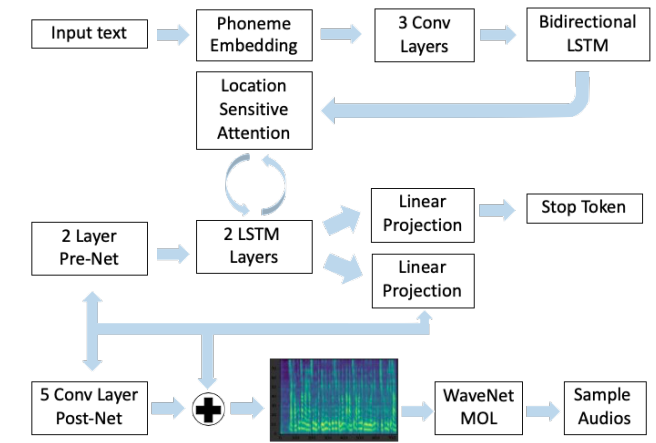 Input text
Phoneme
Embedding
3 Conv
Layers
Bidirectional
LSTM
Location
Sensitive
Attention
2 Layer
Pre-Net
2 LSTM
Layers
Linear
Projection
Stop Token
Linear
Projection
5 Conv Layer
Post-Net
WaveNet
MOL
Sample
Audios